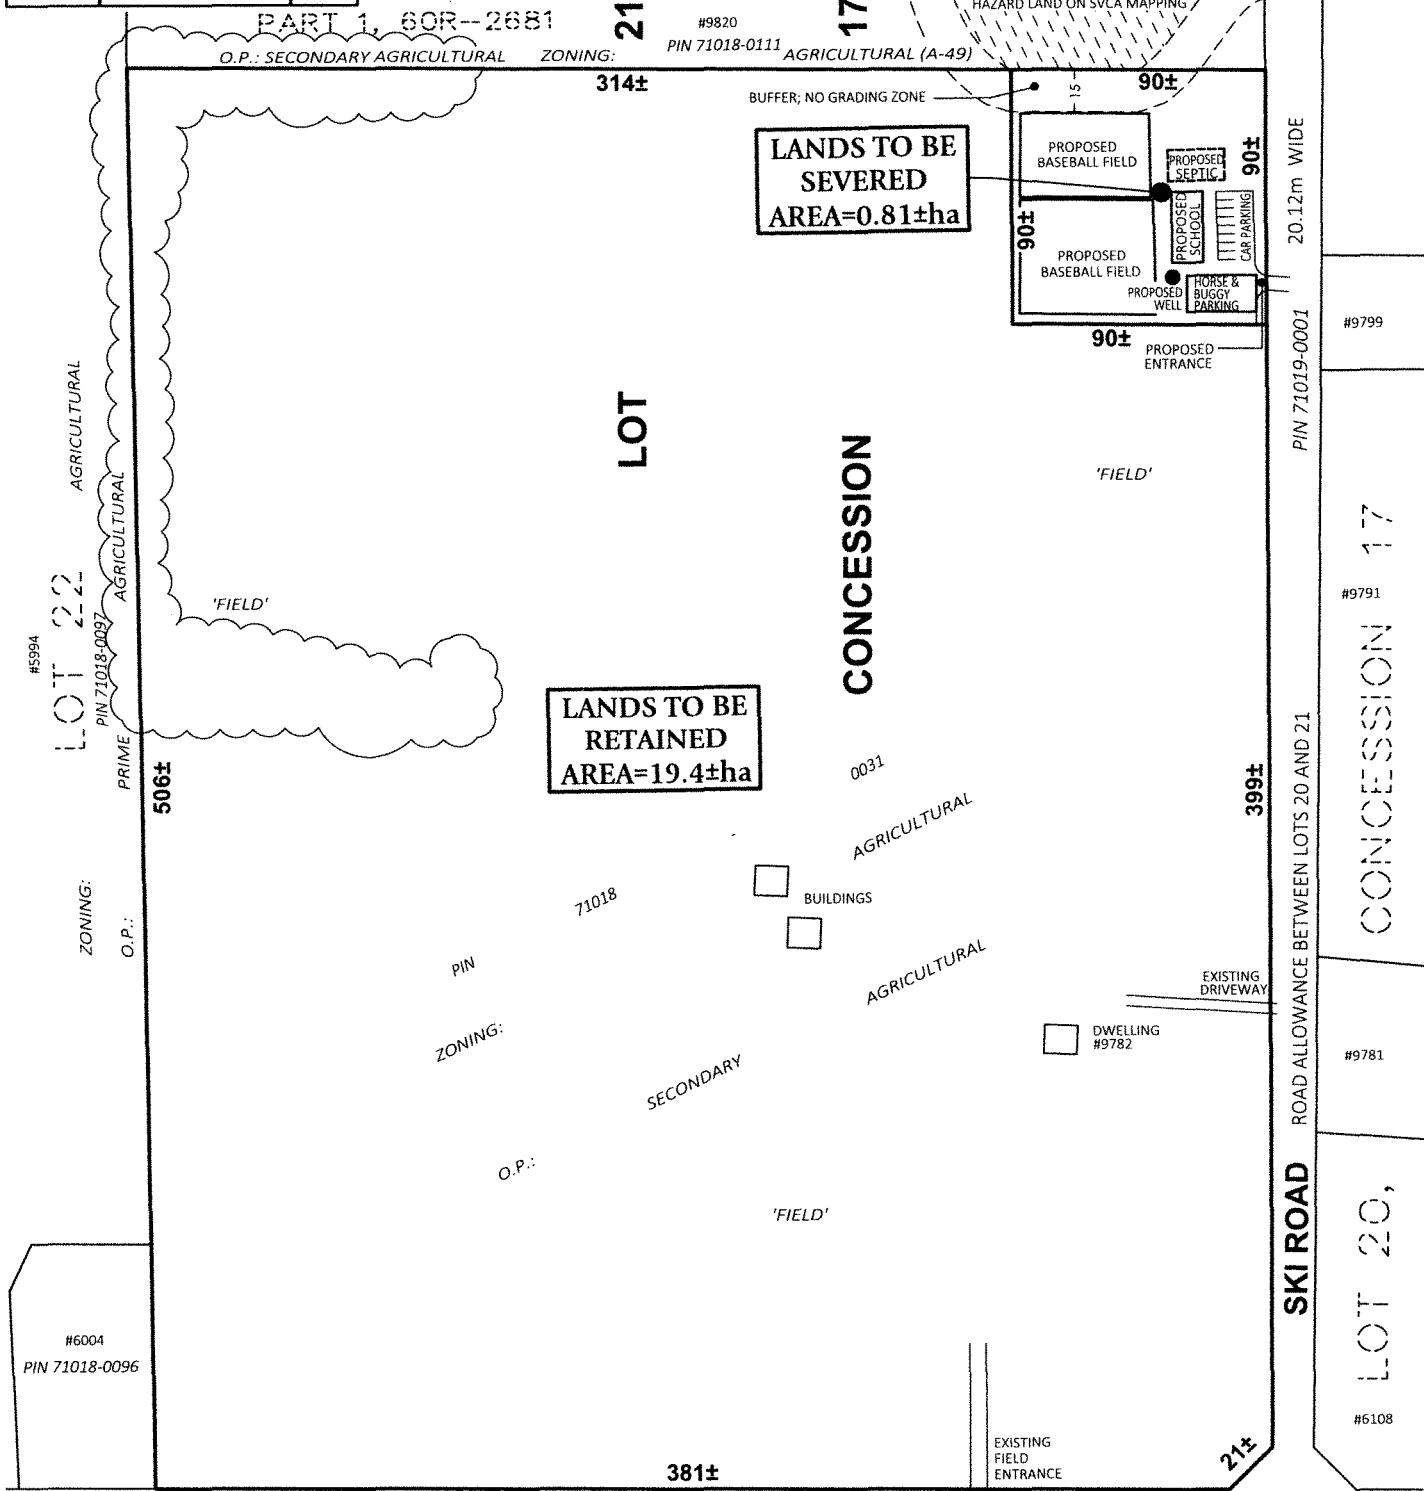 HAZARD LAND ON SVCA MAPPING
PART 1, 60R-2681
21
#9820
PIN 71018-0111
17
O.P.: SECONDARY AGRICULTURAL
ZONING:
AGRICULTURAL (A-49)
314±
90±
BUFFER; NO GRADING ZONE
15
LANDS TO BE
SEVERED
AREA=0.81±ha
PROPOSED
BASEBALL FIELD
PROPOSED
SEPTIC
90±
90±
PROPOSED
SCHOOL
CAR PARKING
PROPOSED
BASEBALL FIELD
PROPOSED
WELL
HORSE &
BUGGY
PARKING
90±
PROPOSED
ENTRANCE
20.12m WIDE
PIN 71019-0001
#9799
AGRICULTURAL
AGRICULTURAL
LOT
CONCESSION
'FIELD'
'FIELD'
#5994
LOT 22
PIN 71018-0097
PRIME
506±
ZONING:
O.P.:
LANDS TO BE
RETAINED
AREA=19.4±ha
0031
AGRICULTURAL
71018
BUILDINGS
PIN
AGRICULTURAL
ZONING:
SECONDARY
O.P.:
'FIELD'
399±
ROAD ALLOWANCE BETWEEN LOTS 20 AND 21
#9791
CONCESSION 17
EXISTING
DRIVEWAY
DWELLING
#9782
#9781
SKI ROAD
LOT 20,
#6108
#6004
PIN 71018-0096
EXISTING
FIELD
ENTRANCE
381±
21±